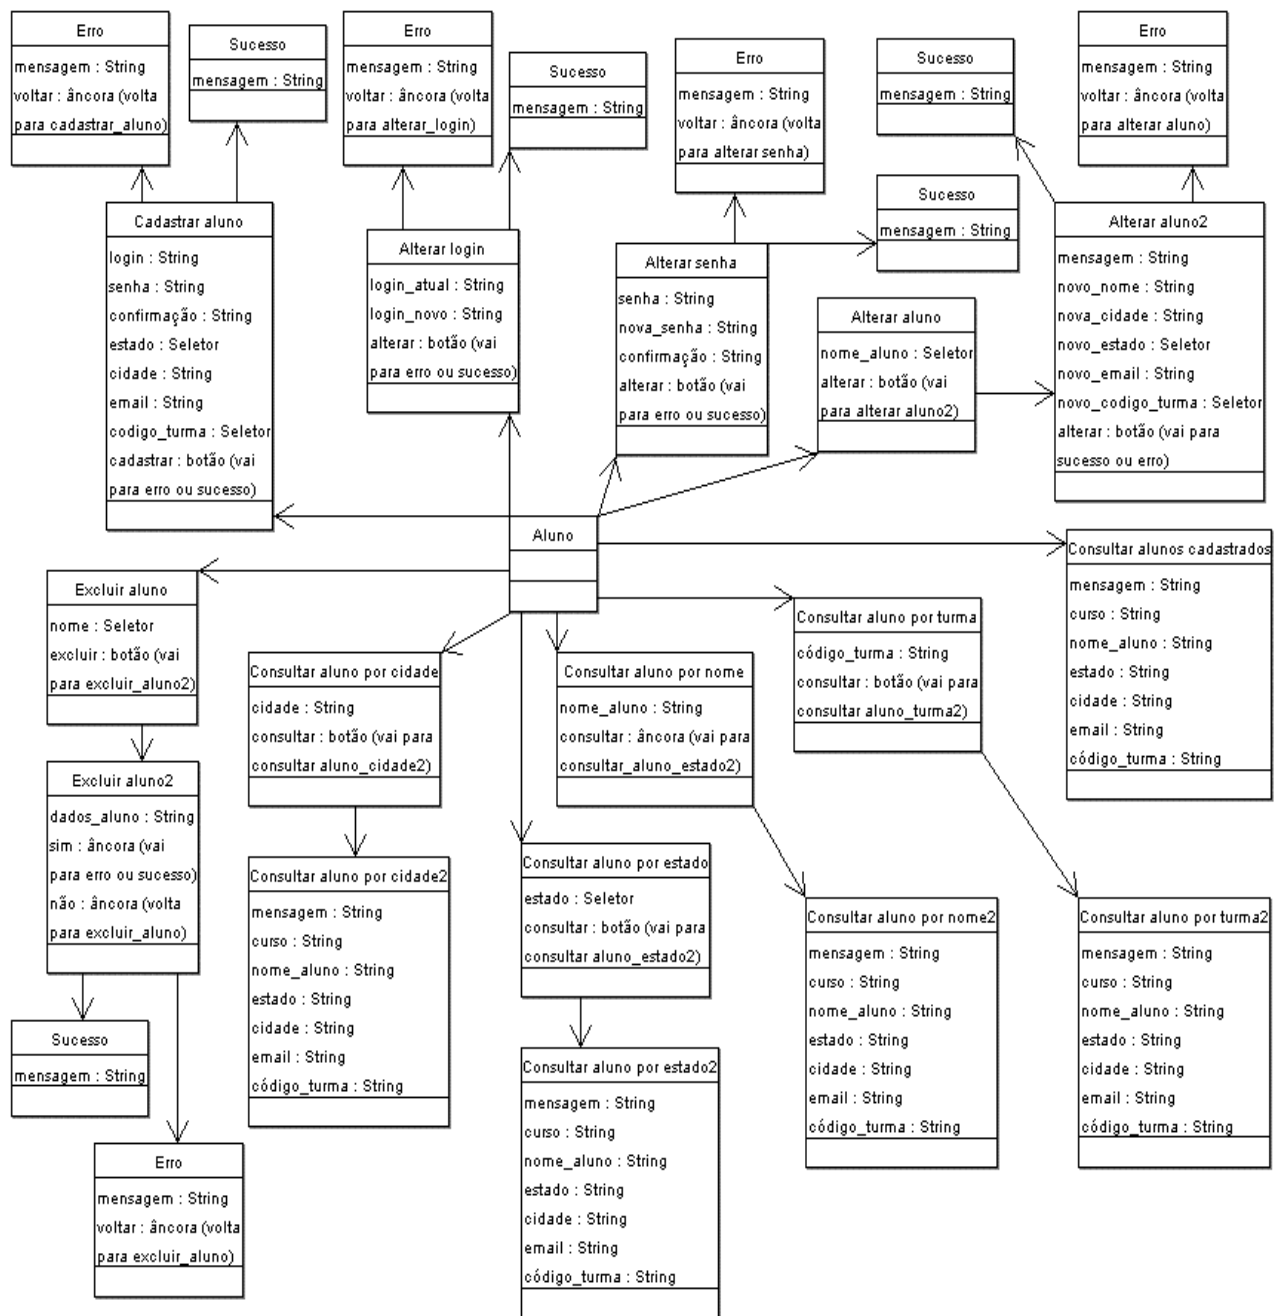 Erro
mensagem : String
voltar : âncora (volta
para cadastrar_aluno)
Sucesso
mensagem : String
Erro
mensagem : String
voltar : âncora (volta
para alterar_login)
Sucesso
mensagem : String
Erro
mensagem : String
voltar : âncora (volta
para alterar senha)
Sucesso
mensagem : String
Erro
mensagem : String
voltar : âncora (volta
para alterar aluno)
Sucesso
mensagem : String
Cadastrar aluno
login : String
senha : String
confirmação : String
estado : Seletor
cidade : String
email : String
codigo_turma : Seletor
cadastrar : botão (vai
para erro ou sucesso)
Alterar login
login_atual : String
login_novo : String
alterar : botão (vai
para erro ou sucesso)
Alterar senha
senha : String
nova_senha : String
confirmação : String
alterar : botão (vai
para erro ou sucesso)
Alterar aluno
nome_aluno : Seletor
alterar : botão (vai
para alterar aluno2)
Alterar aluno2
mensagem : String
novo_nome : String
nova_cidade : String
novo_estado : Seletor
novo_email : String
novo_codigo_turma : Seletor
alterar : botão (vai para
sucesso ou erro)
Aluno
Consultar alunos cadastrados
mensagem : String
curso : String
nome_aluno : String
estado : String
cidade : String
email : String
código_turma : String
Excluir aluno
nome : Seletor
excluir : botão (vai
para excluir_aluno2)
Consultar aluno por cidade
cidade : String
consultar : botão (vai para
consultar aluno_cidade2)
Consultar aluno por nome
nome_aluno : String
consultar : âncora (vai para
consultar_aluno_estado2)
Consultar aluno por turma
código_turma : String
consultar : botão (vai para
consultar aluno_turma2)
Excluir aluno2
dados_aluno : String
sim : âncora (vai
para erro ou sucesso)
não : âncora (volta
para excluir_aluno)
Consultar aluno por cidade2
mensagem : String
curso : String
nome_aluno : String
estado : String
cidade : String
email : String
código_turma : String
Consultar aluno por estado
estado : Seletor
consultar : botão (vai para
consultar aluno_estado2)
Consultar aluno por nome2
mensagem : String
curso : String
nome_aluno : String
estado : String
cidade : String
email : String
código_turma : String
Consultar aluno por turma2
mensagem : String
curso : String
nome_aluno : String
estado : String
cidade : String
email : String
código_turma : String
Sucesso
mensagem : String
Consultar aluno por estado2
mensagem : String
curso : String
nome_aluno : String
estado : String
cidade : String
email : String
código_turma : String
Erro
mensagem : String
voltar : âncora (volta
para excluir_aluno)